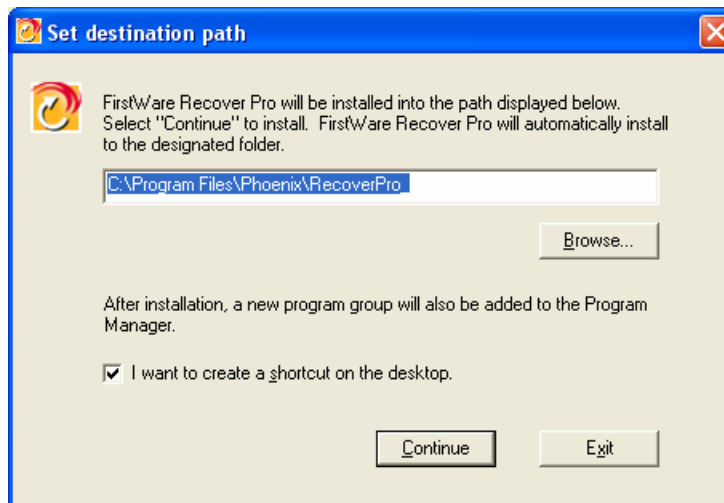 Set destination path
FirstWare Recover Pro will be installed into the path displayed below.
Select "Continue" to install.  FirstWare Recover Pro will automatically install
to the designated folder.
C:\Program Files\Phoenix\RecoverPro_
Browse...
After installation, a new program group will also be added to the Program
Manager.
I want to create a shortcut on the desktop.
Continue
Exit